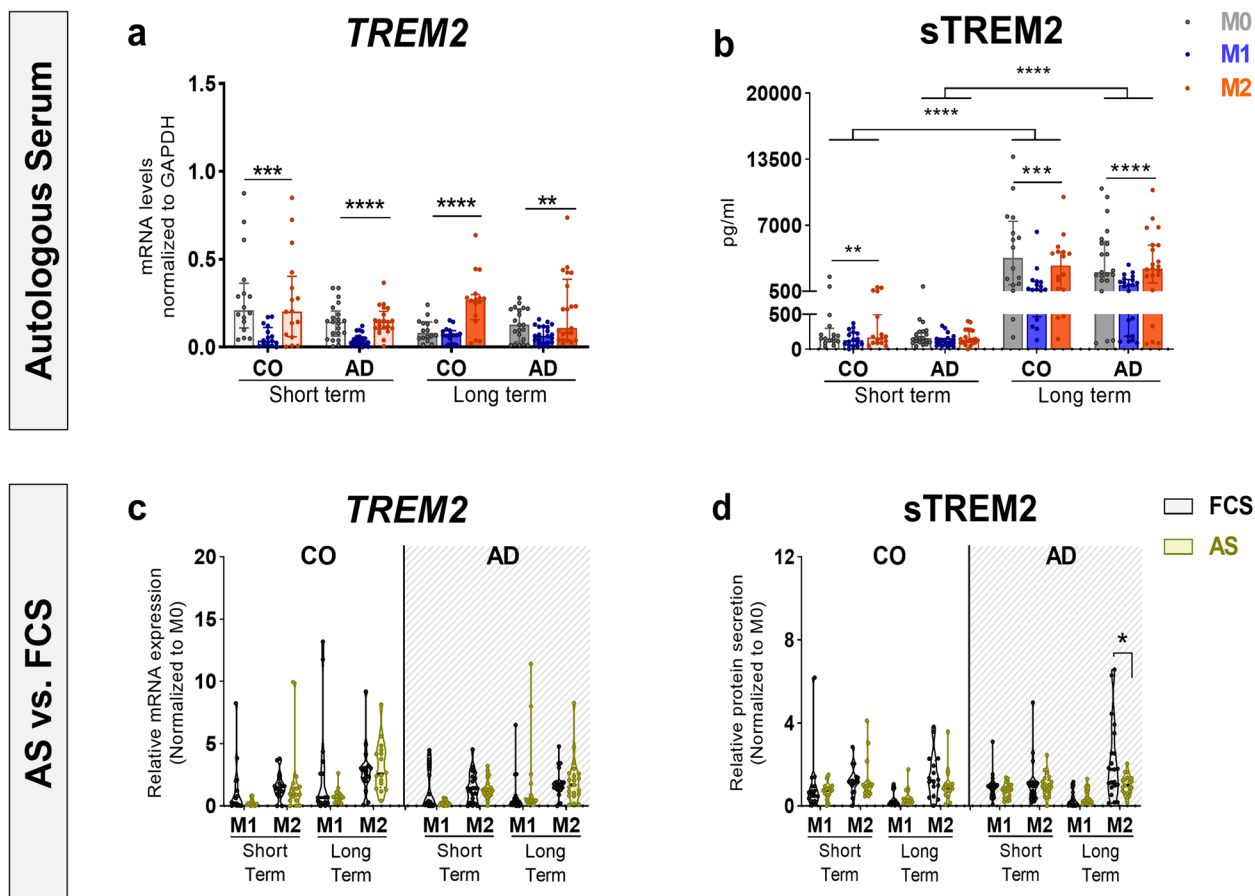 Autologous Serum
a
TREM2
mRNA levels
normalized to GAPDH
1.5
1.0
0.5
0.0
***
****
****
**
CO
AD
CO
AD
Short term
Long term
b
sTREM2
pg/ml
20000
13500
7000
500
500
0
****
****
**
***
****
CO
AD
CO
AD
Short term
Long term
M0
M1
M2
AS vs. FCS
c
TREM2
Relative mRNA expression
(Normalized to M0)
20
15
10
5
0
CO
AD
M1 M2 M1 M2 M1 M2 M1 M2
Short Term
Long Term
Short Term
Long Term
d
sTREM2
Relative protein secretion
(Normalized to M0)
12
8
4
0
CO
AD
*
M1 M2 M1 M2 M1 M2 M1 M2
Short Term
Long Term
Short Term
Long Term
FCS
AS